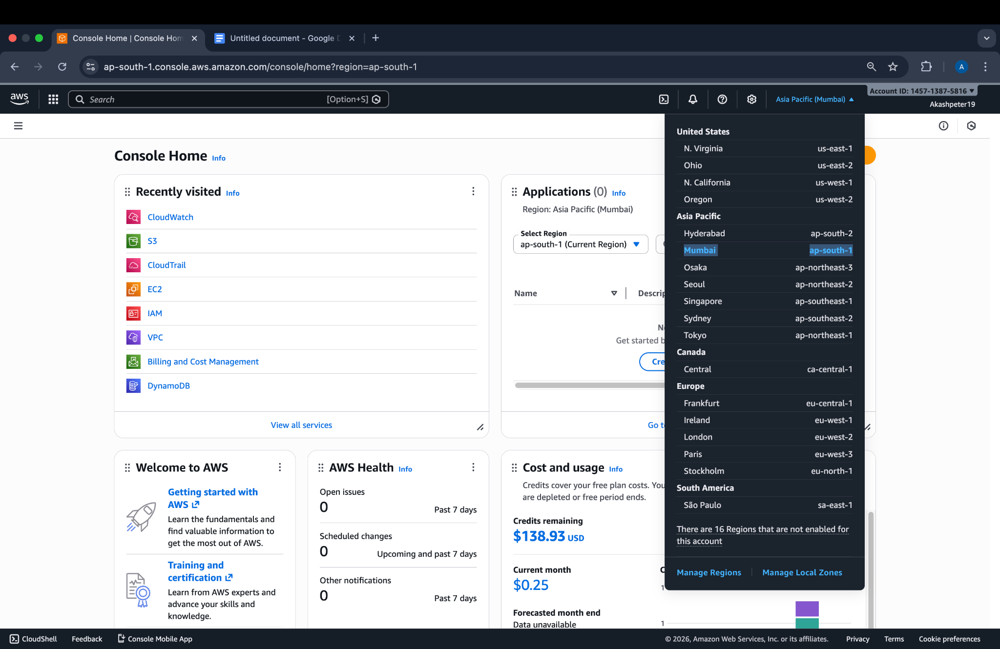 Console Home | Console Hom
Untitled document - Google D
ap-south-1.console.aws.amazon.com/console/home?region=ap-south-1
A
aws
Search
[Option+S]
Asia Pacific (Mumbai)
Account ID: 1457-1387-5816
Akashpeter19
Console Home
Info
Recently visited
Info
CloudWatch
S3
CloudTrail
EC2
IAM
VPC
Billing and Cost Management
DynamoDB
View all services
Applications (0)
Info
Region: Asia Pacific (Mumbai)
Select Region
ap-south-1 (Current Region)
Name
Descrip
Get started b
Cre
Go to
United States
N. Virginia us-east-1
Ohio us-east-2
N. California us-west-1
Oregon us-west-2
Asia Pacific
Hyderabad ap-south-2
Mumbai ap-south-1
Osaka ap-northeast-3
Seoul ap-northeast-2
Singapore ap-southeast-1
Sydney ap-southeast-2
Tokyo ap-northeast-1
Canada
Central ca-central-1
Europe
Frankfurt eu-central-1
Ireland eu-west-1
London eu-west-2
Paris eu-west-3
Stockholm eu-north-1
South America
São Paulo sa-east-1
There are 16 Regions that are not enabled for
this account
Manage Regions
Manage Local Zones
Welcome to AWS
Getting started with
AWS
Learn the fundamentals and
find valuable information to
get the most out of AWS.
Training and
certification
Learn from AWS experts and
advance your skills and
knowledge.
AWS Health
Info
Open issues
0
Past 7 days
Scheduled changes
0
Upcoming and past 7 days
Other notifications
0
Past 7 days
Cost and usage
Info
Credits cover your free plan costs. You
are depleted or free period ends.
Credits remaining
$138.93 USD
Current month
$0.25
Forecasted month end
Data unavailable
C
1
1
CloudShell
Feedback
Console Mobile App
© 2026, Amazon Web Services, Inc. or its affiliates.
Privacy
Terms
Cookie preferences